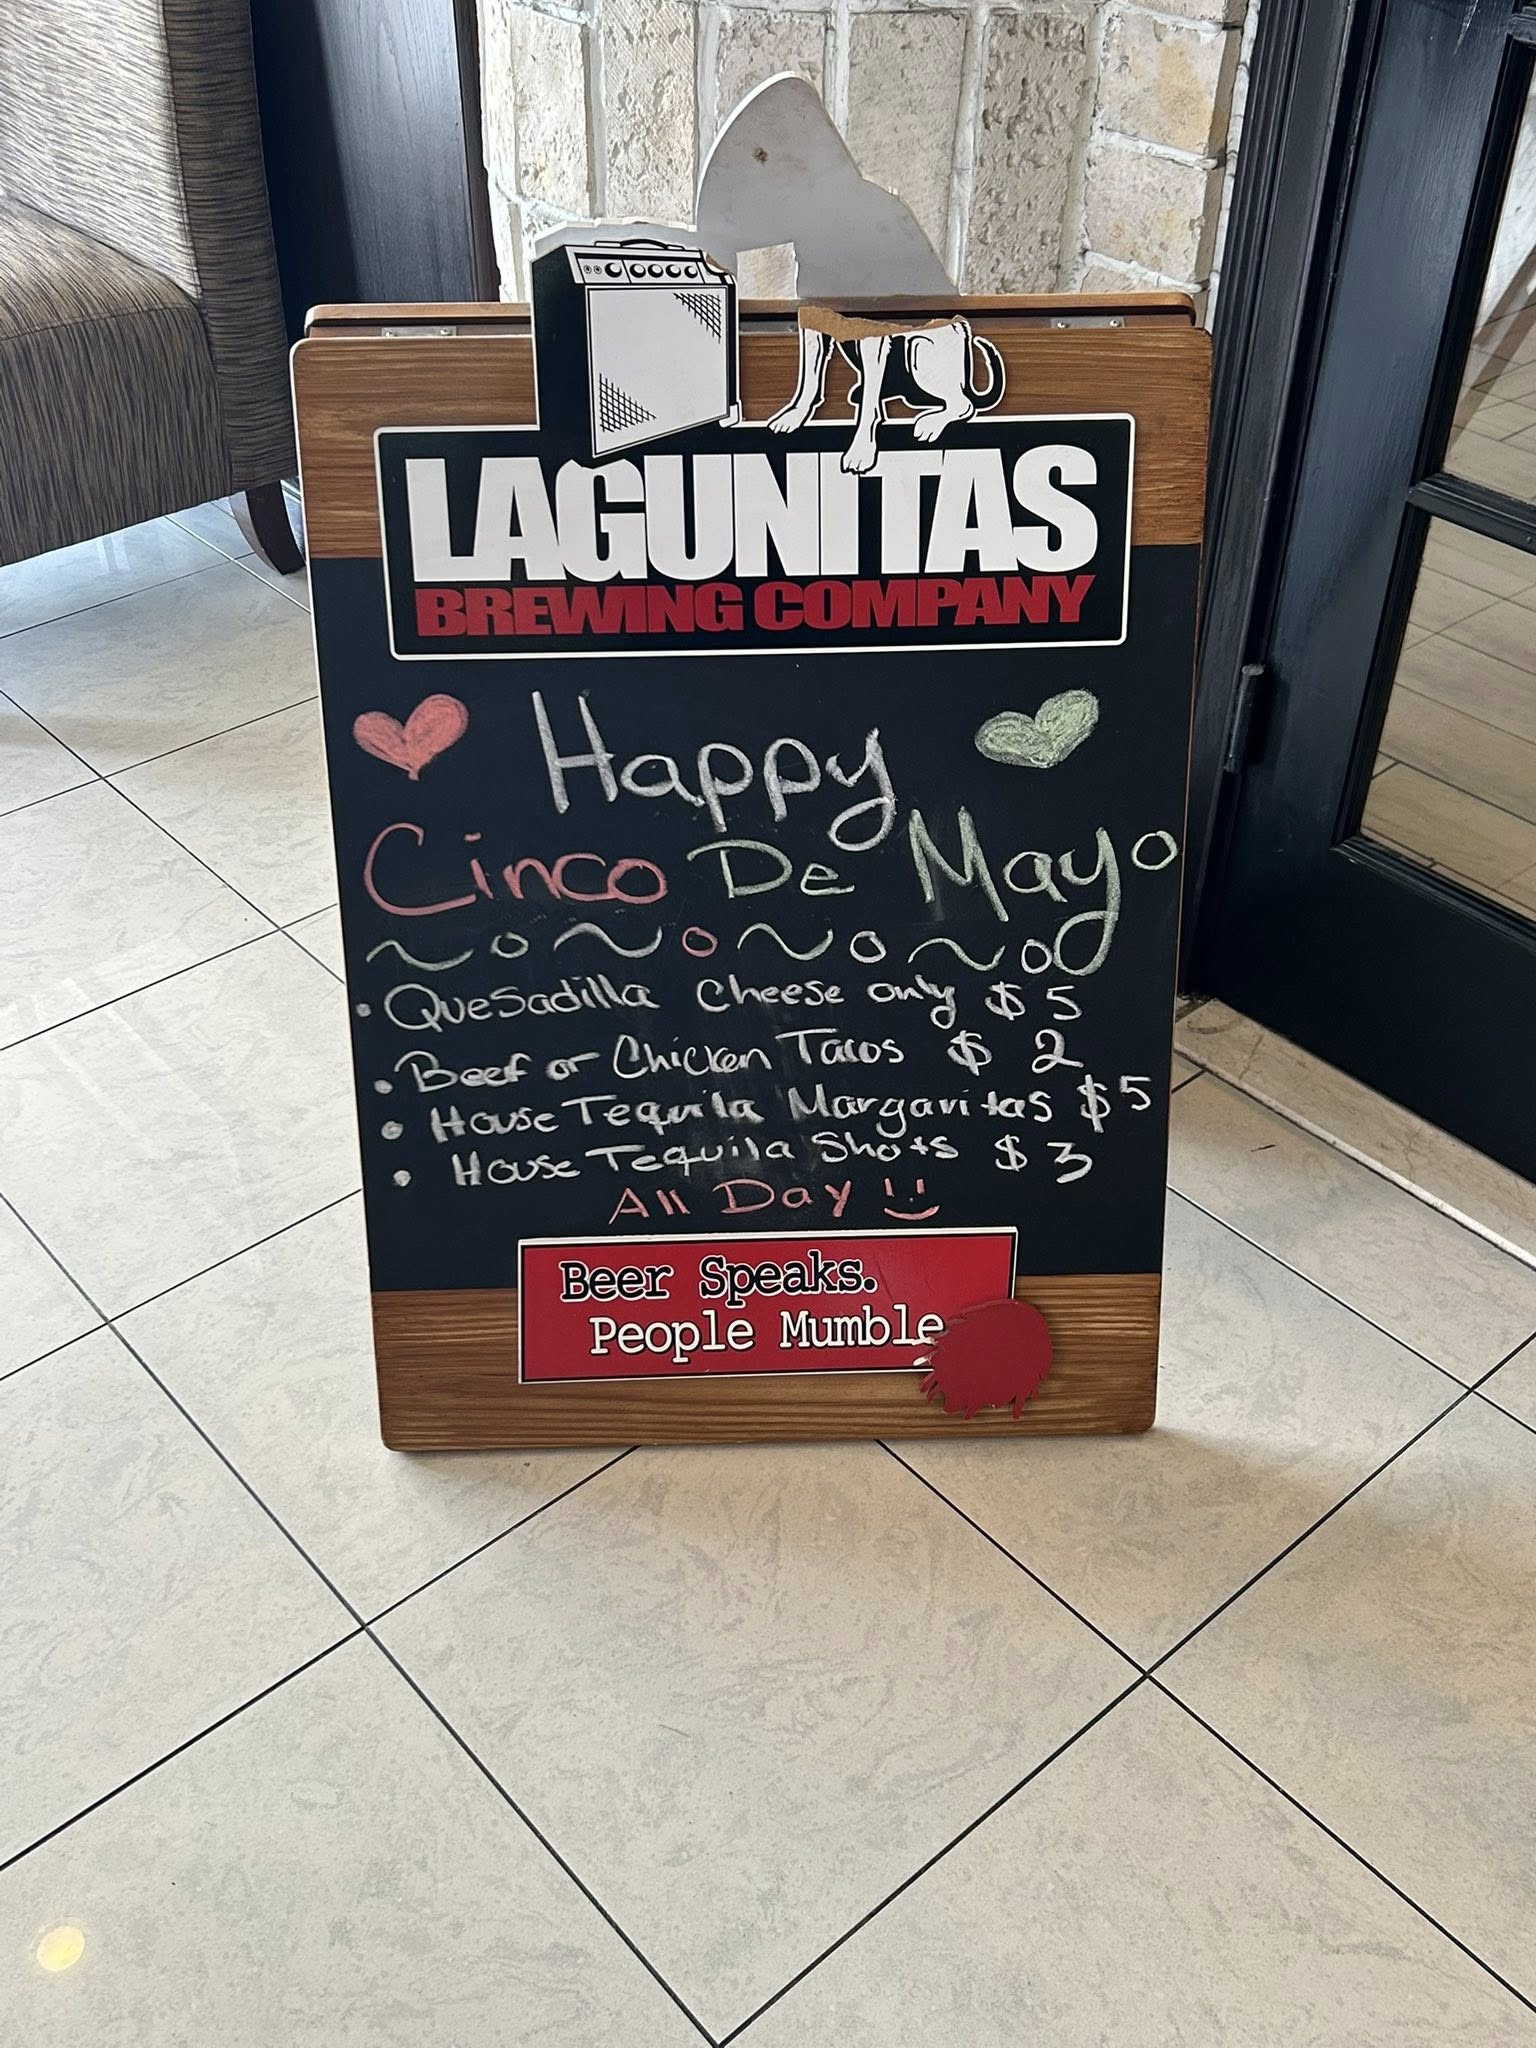 LAGUNITAS
BREWING COMPANY
Happy
Cinco De Mayo
• Quesadilla Cheese only $5
• Beef or Chicken Tacos $2
• House Tequila Margaritas $5
• House Tequila Shots $3
All Day
Beer Speaks.
People Mumble